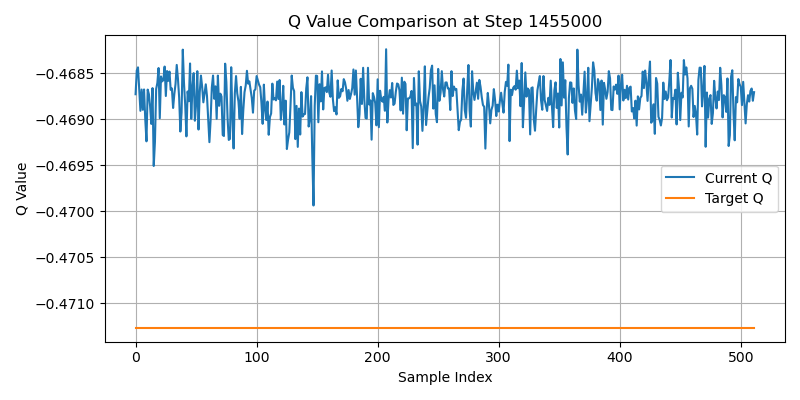 Q Value Comparison at Step 1455000
Q Value
−0.4685
−0.4690
−0.4695
−0.4700
−0.4705
−0.4710
Current Q
Target Q
0 100 200 300 400 500
Sample Index